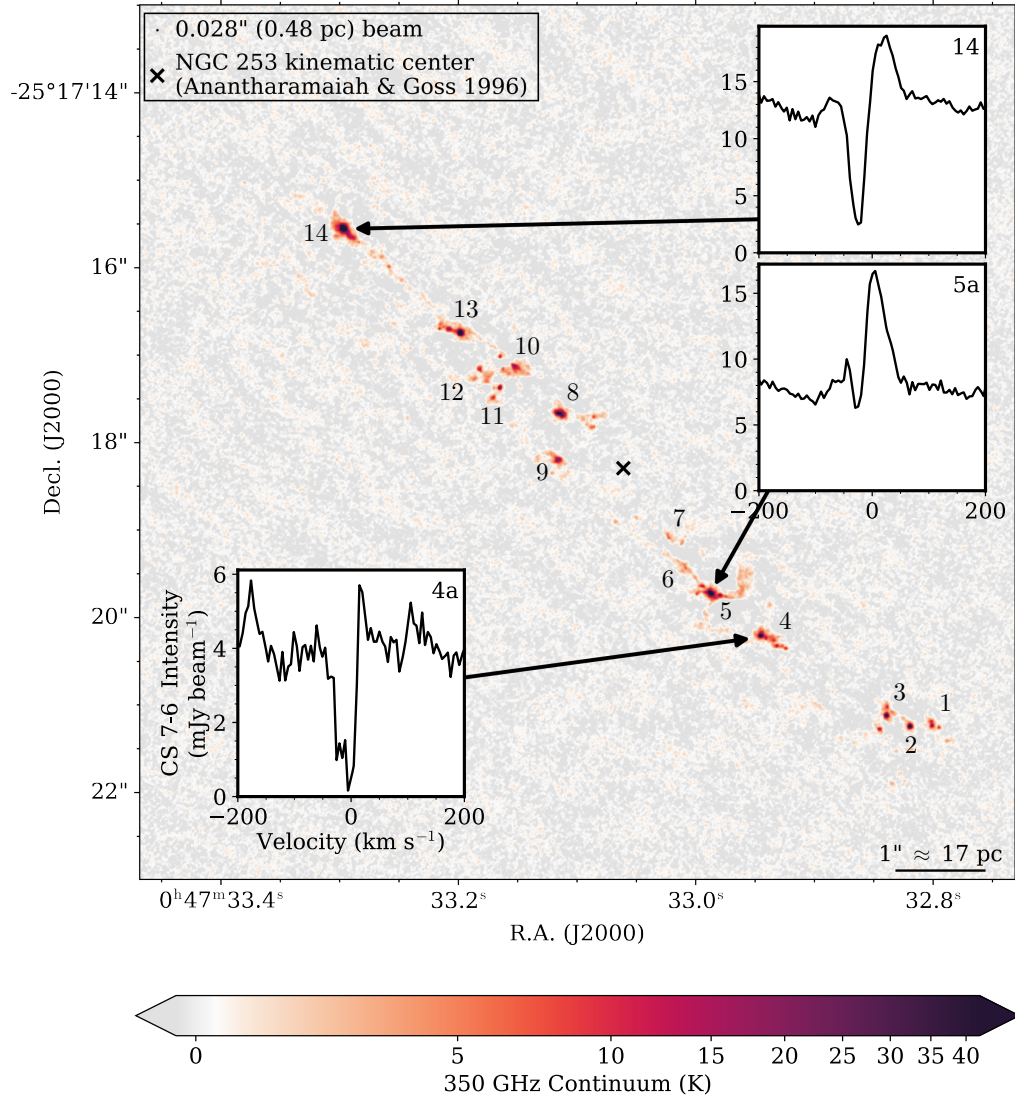 0.028" (0.48 pc) beam
NGC 253 kinematic center
(Anantharamaiah & Goss 1996)
-25°17'14"
16"
18"
20"
22"
Decl. (J2000)
14
15
10
5
0
5a
15
10
5
0
−200
0
200
14
13
10
12
11
8
9
7
6
5
4
3
1
2
4a
6
4
2
0
CS 7-6 Intensity
(mJy beam⁻¹)
−200
0
200
Velocity (km s⁻¹)
1" ≈ 17 pc
0ʰ47ᵐ33.4ˢ
33.2ˢ
33.0ˢ
32.8ˢ
R.A. (J2000)
0
5
10
15
20
25
30
35
40
350 GHz Continuum (K)